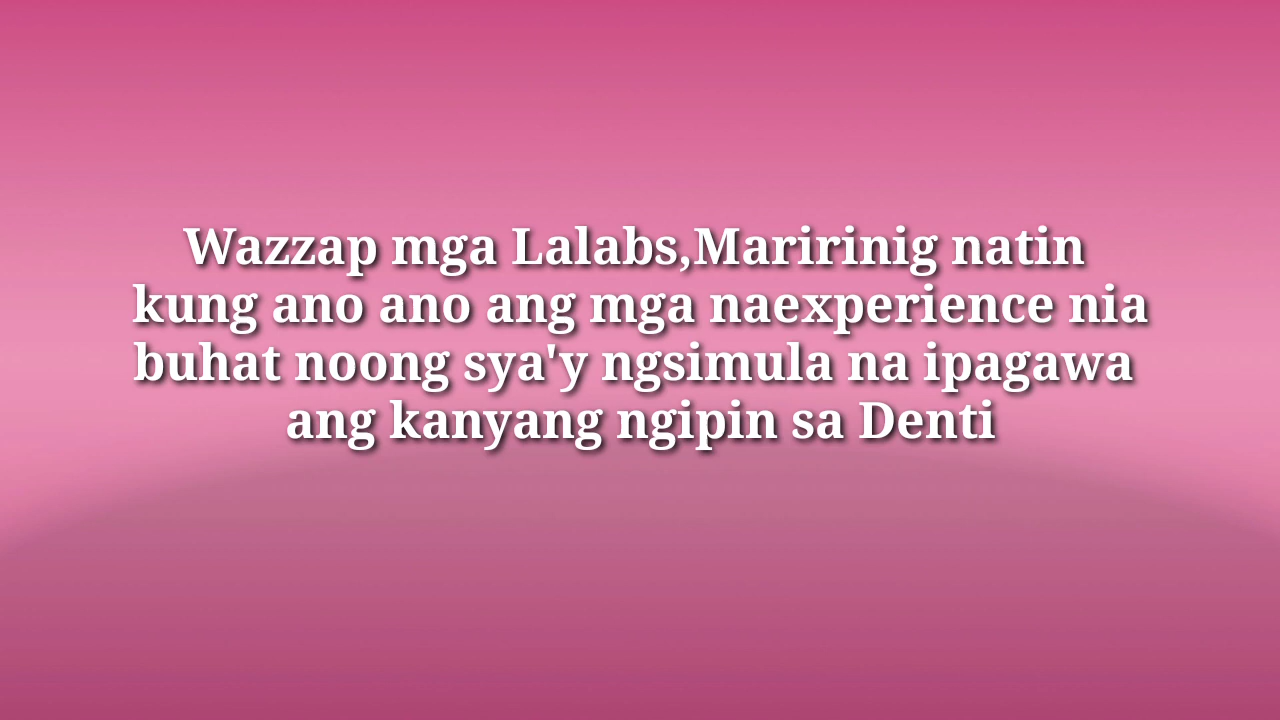 Wazzap mga Lalabs,Maririnig natin
kung ano ano ang mga naexperience nia
buhat noong sya'y ngsimula na ipagawa
ang kanyang ngipin sa Denti